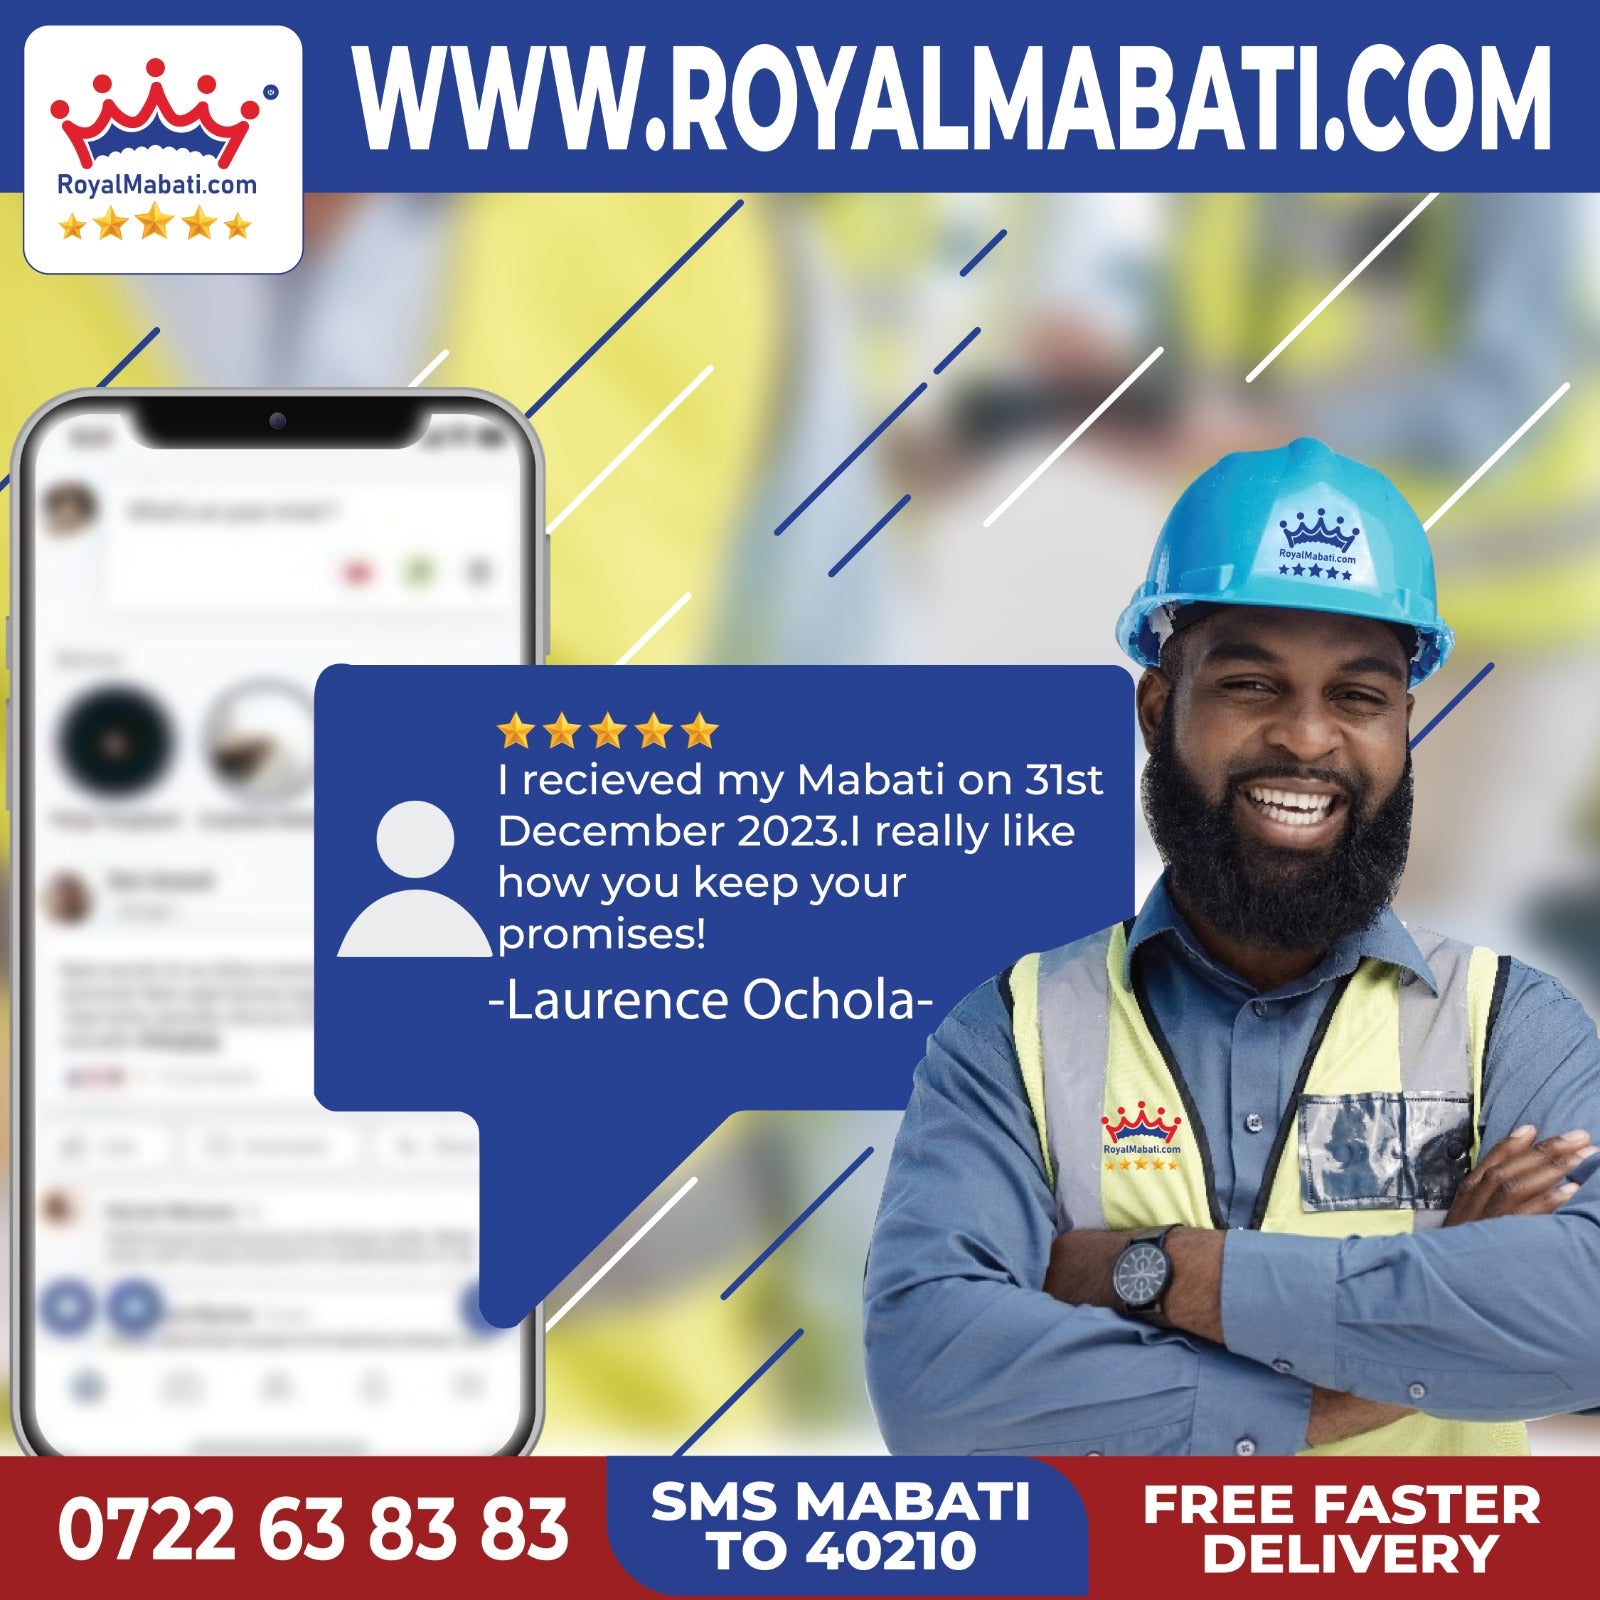 RoyalMabati.com
WWW.ROYALMABATI.COM
I recieved my Mabati on 31st
December 2023.I really like
how you keep your
promises!
-Laurence Ochola-
RoyalMabati.com
RoyalMabati.com
0722 63 83 83
SMS MABATI
TO 40210
FREE FASTER
DELIVERY